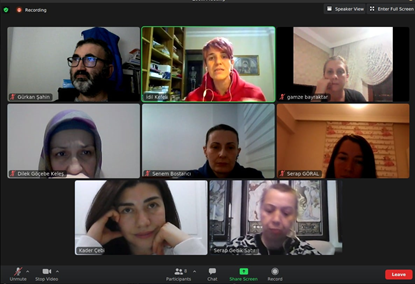 Recording
Speaker View
Enter Full Screen
Gürkan Şahin
gamze bayraktar
Dilek Göçebe Keleş
Senem Bostancı
Serap GÜRAL
Kader Çebi
Unmute
Stop Video
Participants
Chat
Share Screen
Record
Leave